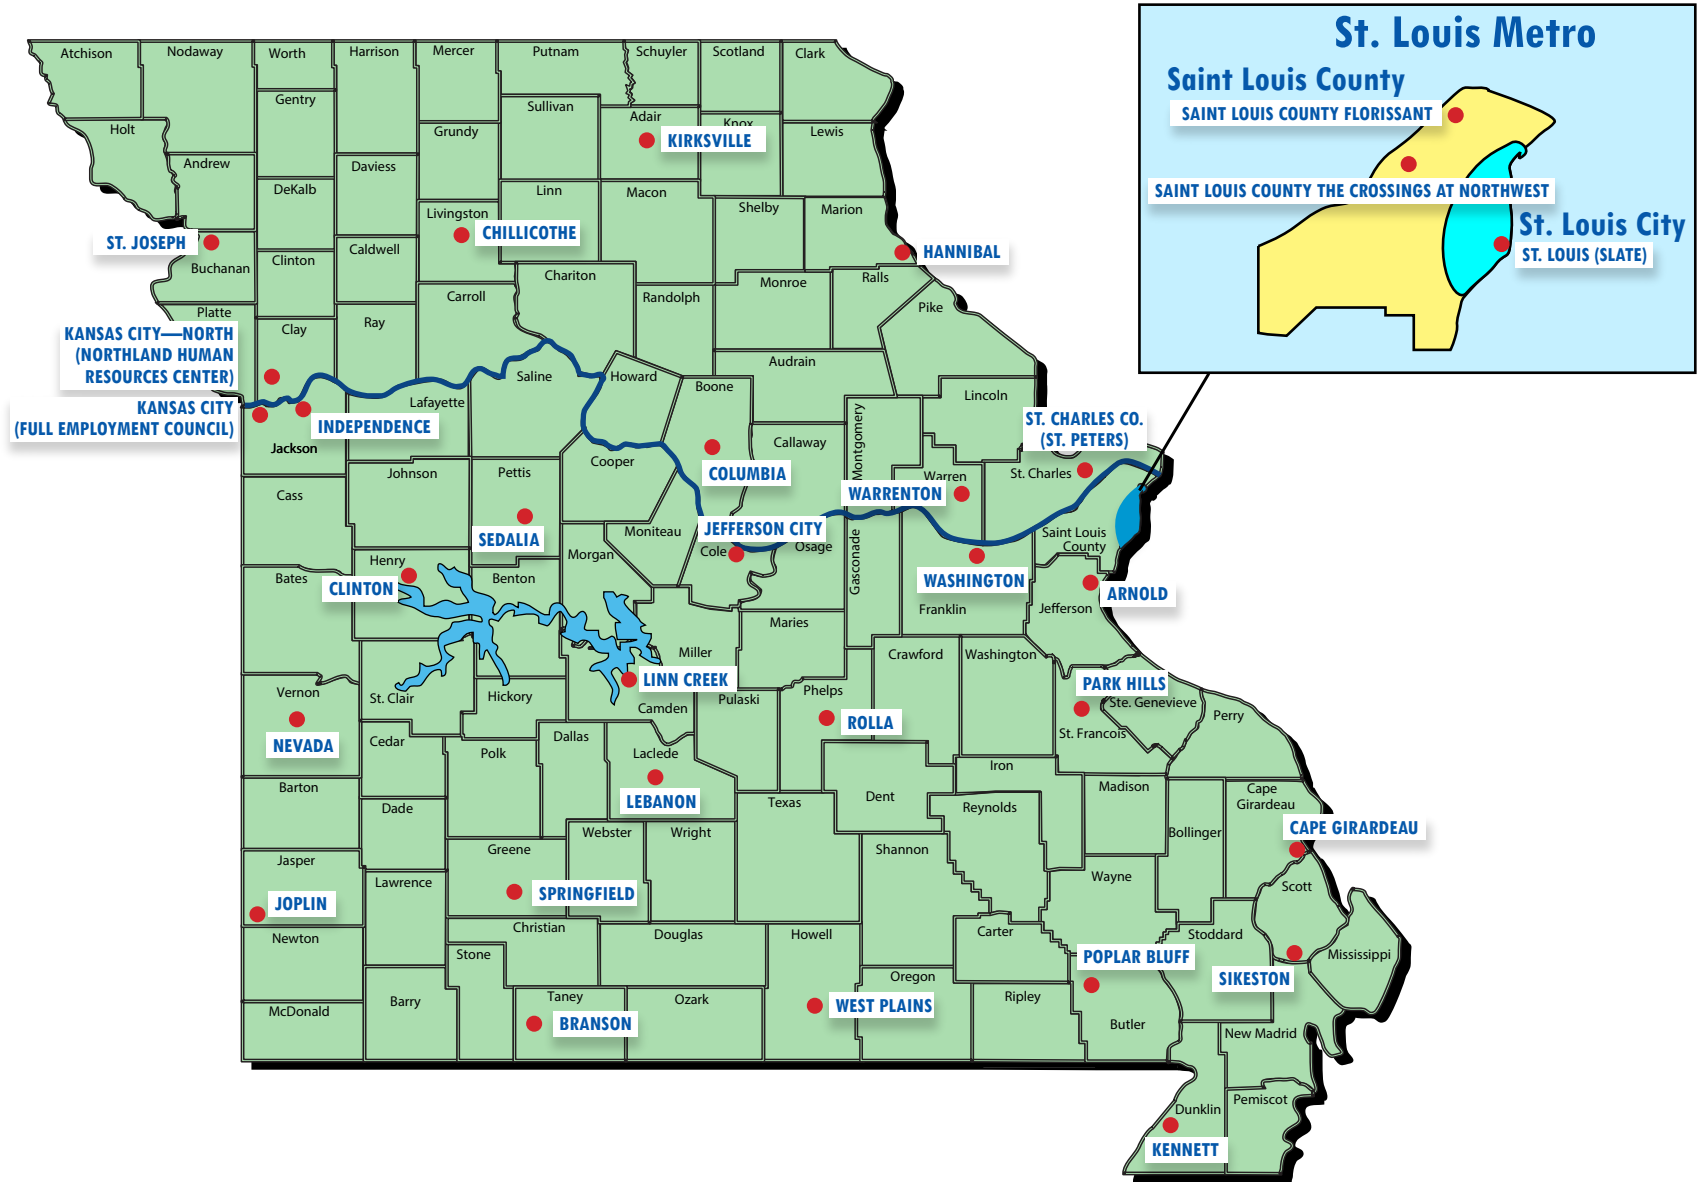 St. Louis Metro
Saint Louis County
SAINT LOUIS COUNTY FLORISSANT
SAINT LOUIS COUNTY THE CROSSINGS AT NORTHWEST
St. Louis City
ST. LOUIS (SLATE)
Atchison
Nodaway
Worth
Harrison
Mercer
Putnam
Schuyler
Scotland
Clark
Gentry
Sullivan
Adair
Knox
Holt
Grundy
Lewis
KIRKSVILLE
Andrew
Daviess
DeKalb
Linn
Macon
Livingston
Shelby
Marion
CHILLICOTHE
ST. JOSEPH
Caldwell
HANNIBAL
Buchanan
Clinton
Chariton
Monroe
Ralls
Carroll
Randolph
Pike
Platte
Clay
Ray
KANSAS CITY—NORTH
(NORTHLAND HUMAN
RESOURCES CENTER)
Audrain
Saline
Howard
Boone
Lincoln
Lafayette
KANSAS CITY
(FULL EMPLOYMENT COUNCIL)
INDEPENDENCE
Montgomery
ST. CHARLES CO.
(ST. PETERS)
Jackson
Callaway
Cooper
Johnson
Pettis
COLUMBIA
St. Charles
Warren
Cass
WARRENTON
SEDALIA
Moniteau
JEFFERSON CITY
Saint Louis
County
Morgan
Cole
Osage
Gasconade
Henry
Bates
Benton
CLINTON
WASHINGTON
ARNOLD
Franklin
Jefferson
Maries
Miller
Crawford
Washington
LINN CREEK
PARK HILLS
Vernon
St. Clair
Hickory
Camden
Pulaski
Phelps
Ste. Genevieve
Perry
ROLLA
St. Francois
NEVADA
Cedar
Polk
Dallas
Laclede
Iron
Barton
LEBANON
Texas
Dent
Madison
Cape
Girardeau
Dade
Reynolds
Webster
Wright
Bollinger
CAPE GIRARDEAU
Greene
Shannon
Jasper
Wayne
Lawrence
Scott
JOPLIN
SPRINGFIELD
Christian
Douglas
Howell
Carter
Stoddard
Newton
Stone
Mississippi
POPLAR BLUFF
Oregon
SIKESTON
Taney
Ozark
Ripley
Barry
McDonald
WEST PLAINS
BRANSON
Butler
New Madrid
Pemiscot
Dunklin
KENNETT